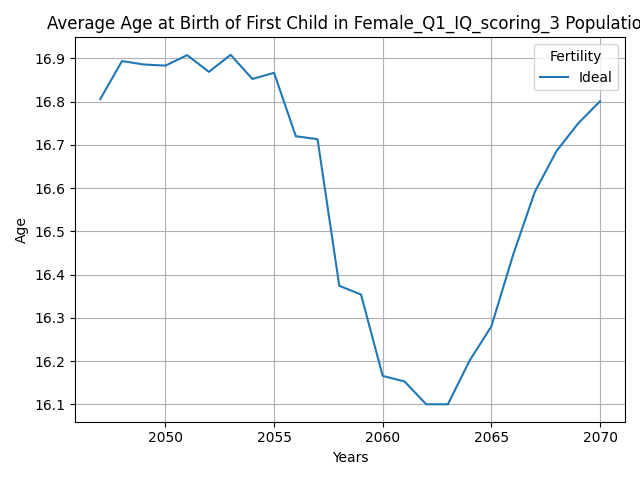 Average Age at Birth of First Child in Female_Q1_IQ_scoring_3 Populatio
Fertility
Ideal
16.9
16.8
16.7
16.6
16.5
16.4
16.3
16.2
16.1
Age
2050 2055 2060 2065 2070
Years